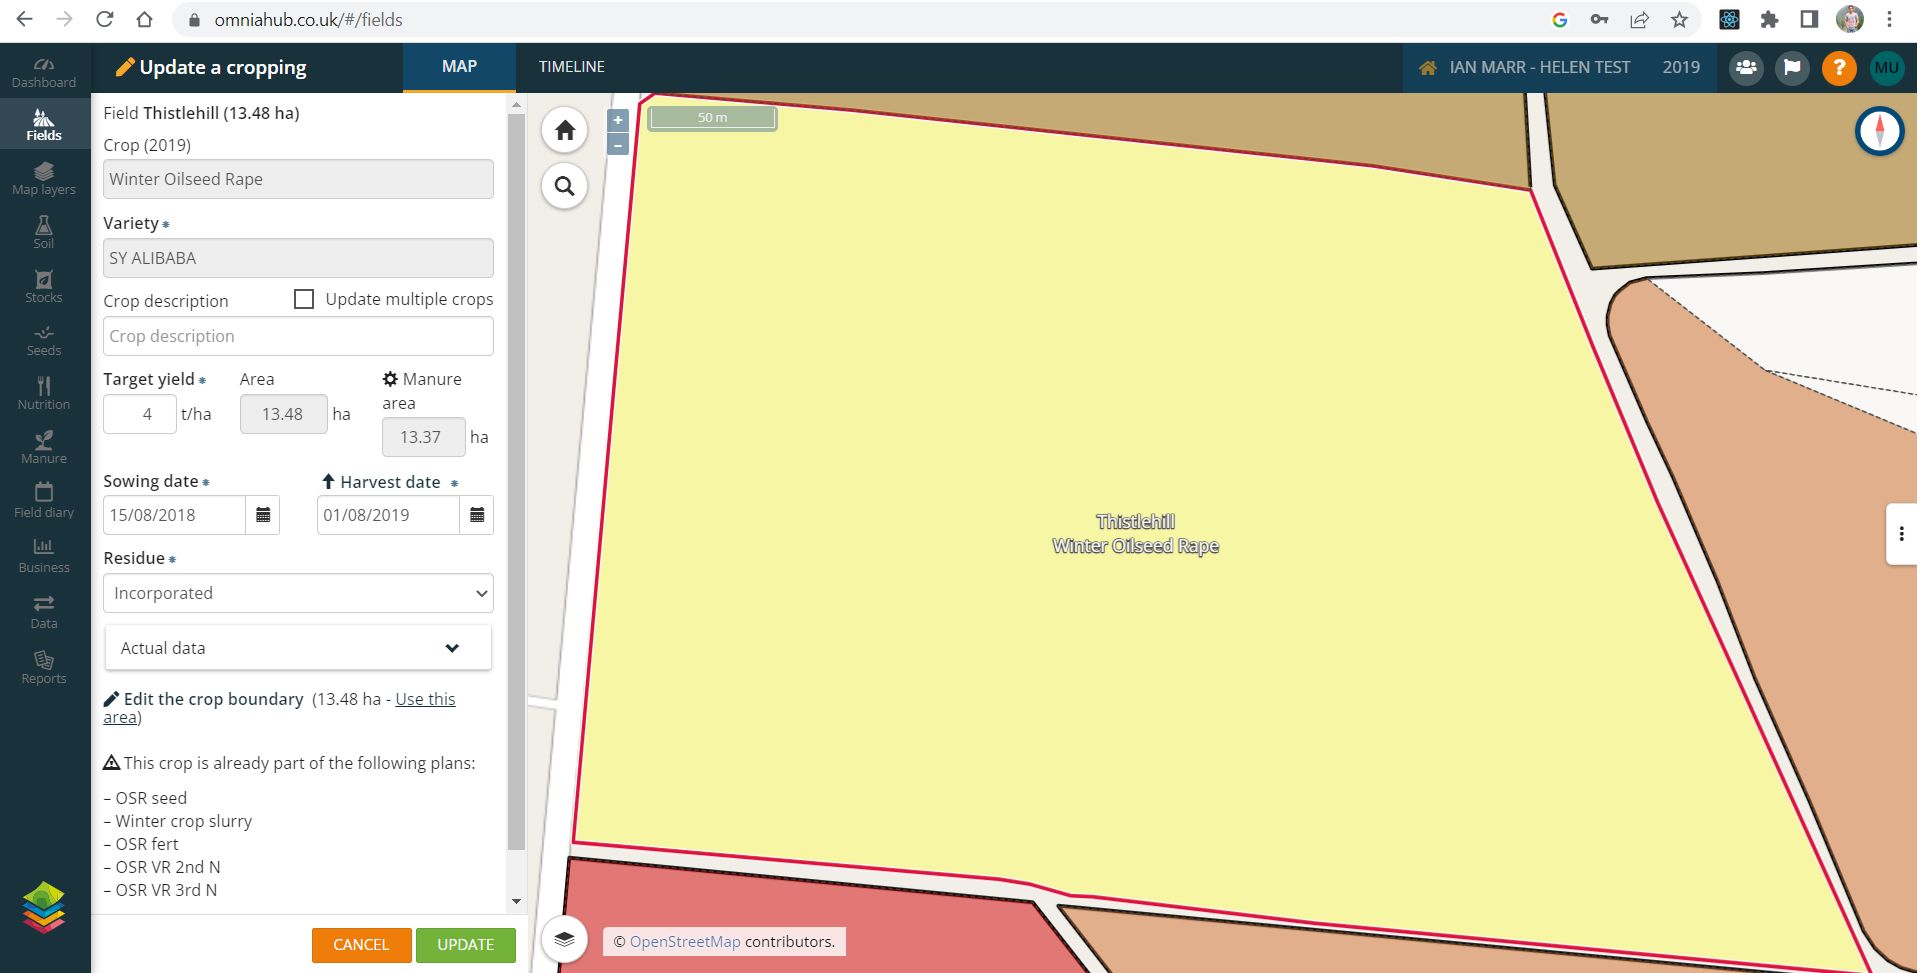 omniahub.co.uk/#/fields
Dashboard
Fields
Map layers
Soil
Stocks
Seeds
Nutrition
Manure
Field diary
Business
Data
Reports
Update a cropping
MAP
TIMELINE
IAN MARR - HELEN TEST
2019
?
MU
Field Thistlehill (13.48 ha)
Crop (2019)
Winter Oilseed Rape
Variety *
SY ALIBABA
Crop description
Update multiple crops
Crop description
Target yield *
Area
Manure
area
4 t/ha
13.48 ha
13.37 ha
Sowing date *
Harvest date *
15/08/2018
01/08/2019
Residue *
Incorporated
Actual data
Edit the crop boundary (13.48 ha - Use this
area)
This crop is already part of the following plans:
– OSR seed
– Winter crop slurry
– OSR fert
– OSR VR 2nd N
– OSR VR 3rd N
CANCEL
UPDATE
+
–
50 m
Thistlehill
Winter Oilseed Rape
© OpenStreetMap contributors.